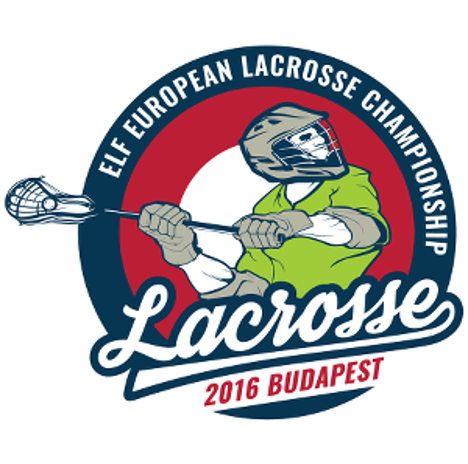 ELF EUROPEAN LACROSSE CHAMPIONSHIP
Lacrosse
2016 BUDAPEST